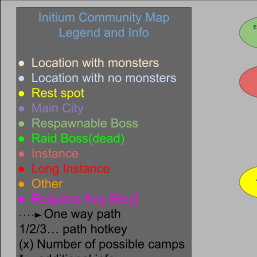 Initium Community Map
Legend and Info
Location with monsters
Location with no monsters
Rest spot
Main City
Respawnable Boss
Raid Boss(dead)
Instance
Long Instance
Other
Requires Key [Key]
One way path
1/2/3... path hotkey
(x) Number of possible camps